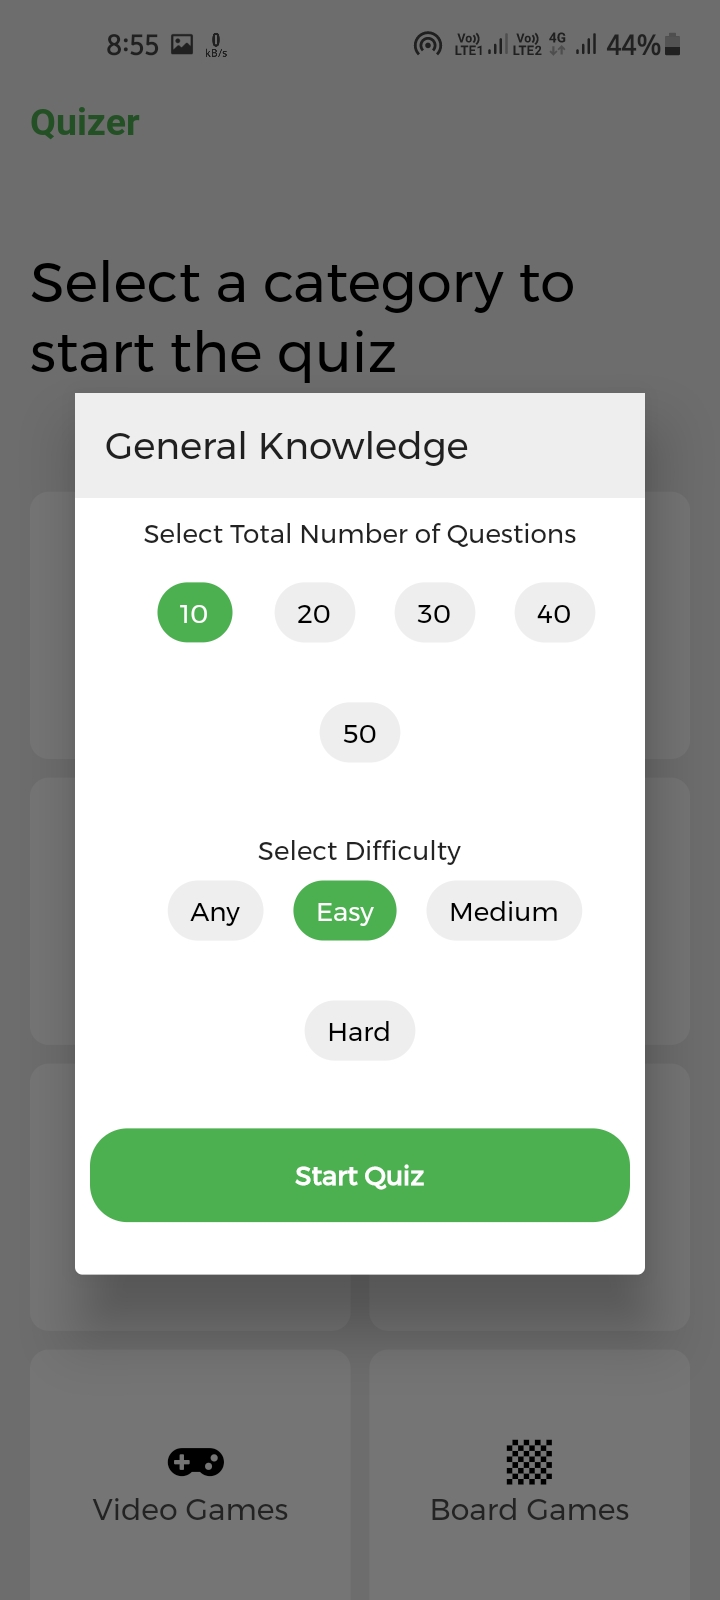 8:55 0 kB/s Vo)) LTE1 Vo)) LTE2 4G 44%
Quizer
Select a category to
start the quiz
General Knowledge
Select Total Number of Questions
10 20 30 40
50
Select Difficulty
Any Easy Medium
Hard
Start Quiz
Video Games Board Games